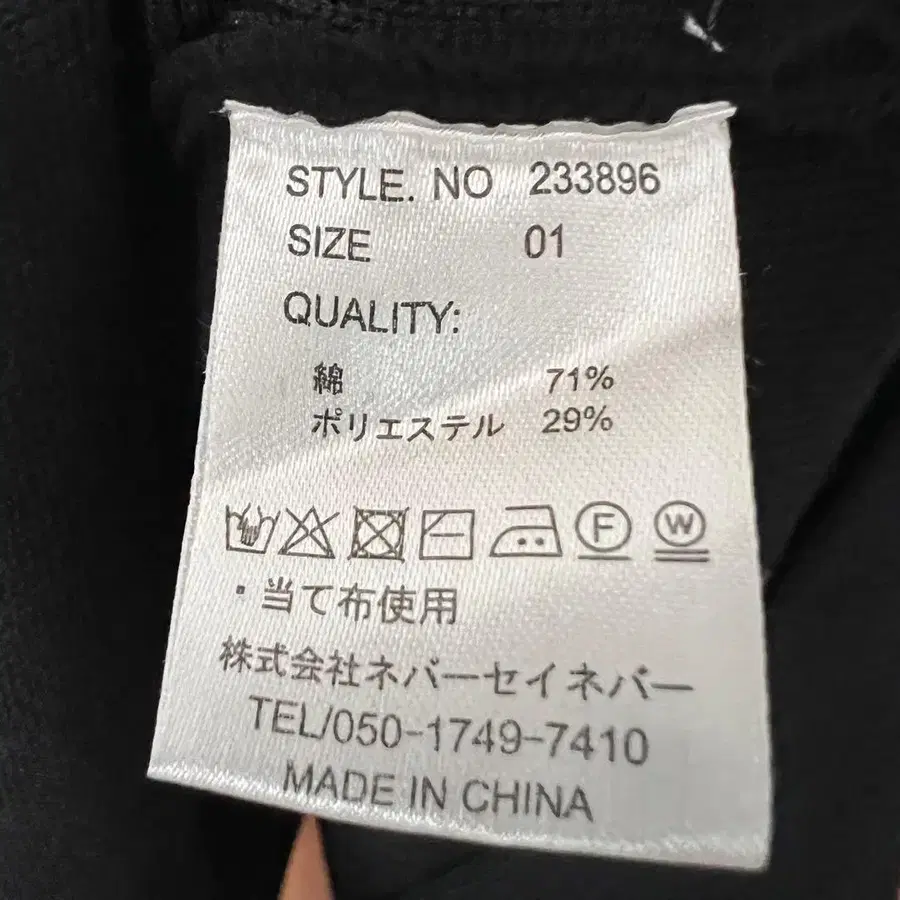 STYLE. NO 233896
SIZE 01
QUALITY:
綿 71%
ポリエステル 29%
F W
・当て布使用
株式会社ネバーセイネバー
TEL/050-1749-7410
MADE IN CHINA